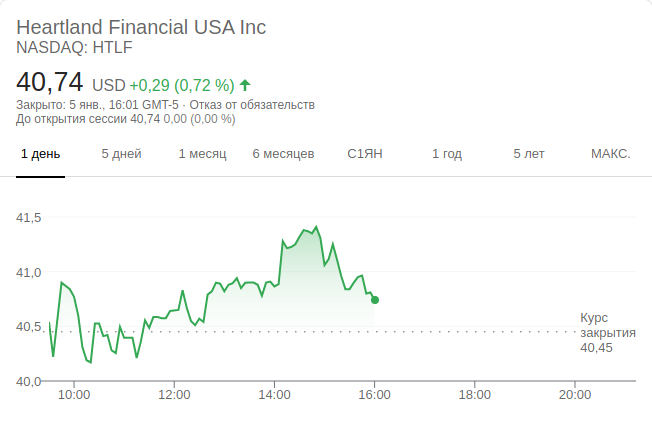 Heartland Financial USA Inc
NASDAQ: HTLF
40,74 USD +0,29 (0,72 %)
Закрыто: 5 янв., 16:01 GMT-5 · Отказ от обязательств
До открытия сессии 40,74 0,00 (0,00 %)
1 день 5 дней 1 месяц 6 месяцев С1ЯН 1 год 5 лет МАКС.
41,5
41,0
40,5
40,0
Курс
закрытия
40,45
10:00 12:00 14:00 16:00 18:00 20:00